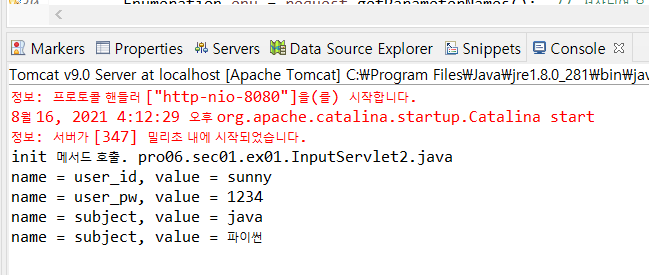 Enumeration enu = request.getParameterNames();
Markers Properties Servers Data Source Explorer Snippets Console
Tomcat v9.0 Server at localhost [Apache Tomcat] C:₩Program Files₩Java₩jre1.8.0_281₩bin₩jav
정보: 프로토콜 핸들러 ["http-nio-8080"]을(를) 시작합니다.
8월 16, 2021 4:12:29 오후 org.apache.catalina.startup.Catalina start
정보: 서버가 [347] 밀리초 내에 시작되었습니다.
init 메서드 호출. pro06.sec01.ex01.InputServlet2.java
name = user_id, value = sunny
name = user_pw, value = 1234
name = subject, value = java
name = subject, value = 파이썬